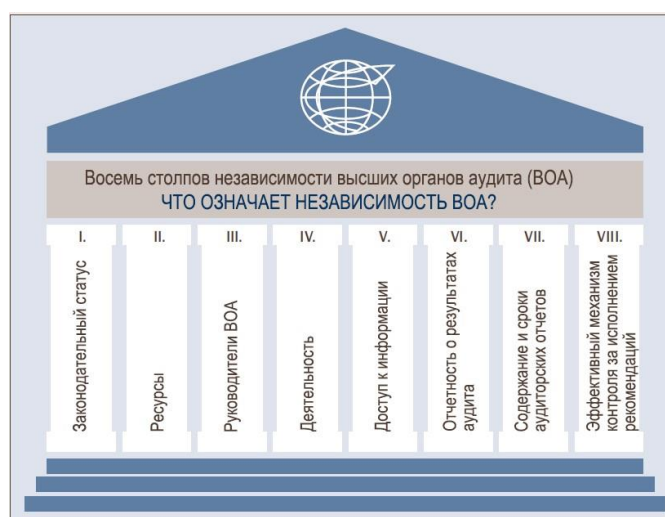 Восемь столпов независимости высших органов аудита (ВОА)
ЧТО ОЗНАЧАЕТ НЕЗАВИСИМОСТЬ ВОА?
I.
Законодательный статус
II.
Ресурсы
III.
Руководители ВОА
IV.
Деятельность
V.
Доступ к информации
VI.
Отчетность о результатах
аудита
VII.
Содержание и сроки
аудиторских отчетов
VIII.
Эффективный механизм
контроля за исполнением
рекомендаций